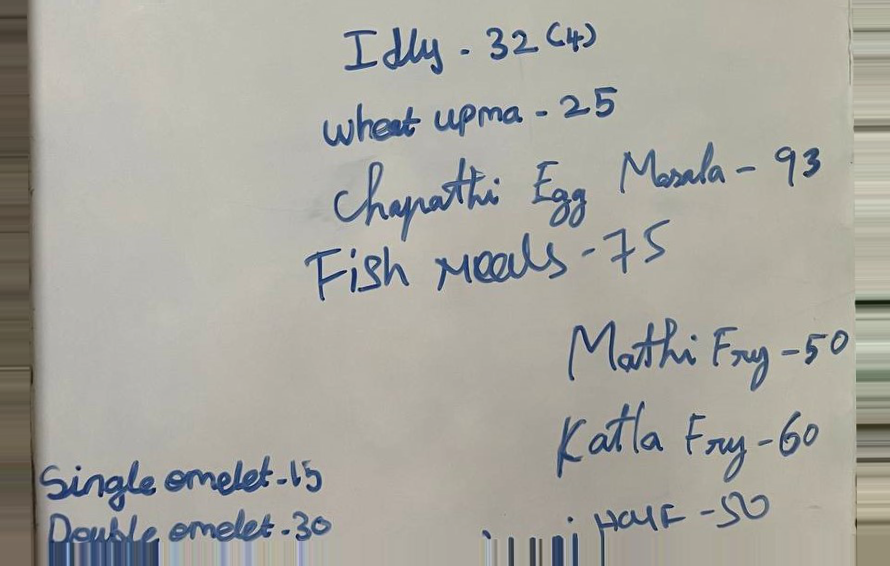 Idly - 32 (4)
wheat upma - 25
Chapathi Egg Masala - 93
Fish meals - 75
Mathi Fry - 50
Katla Fry - 60
Single omelet - 15
Double omelet - 30
Half - 50